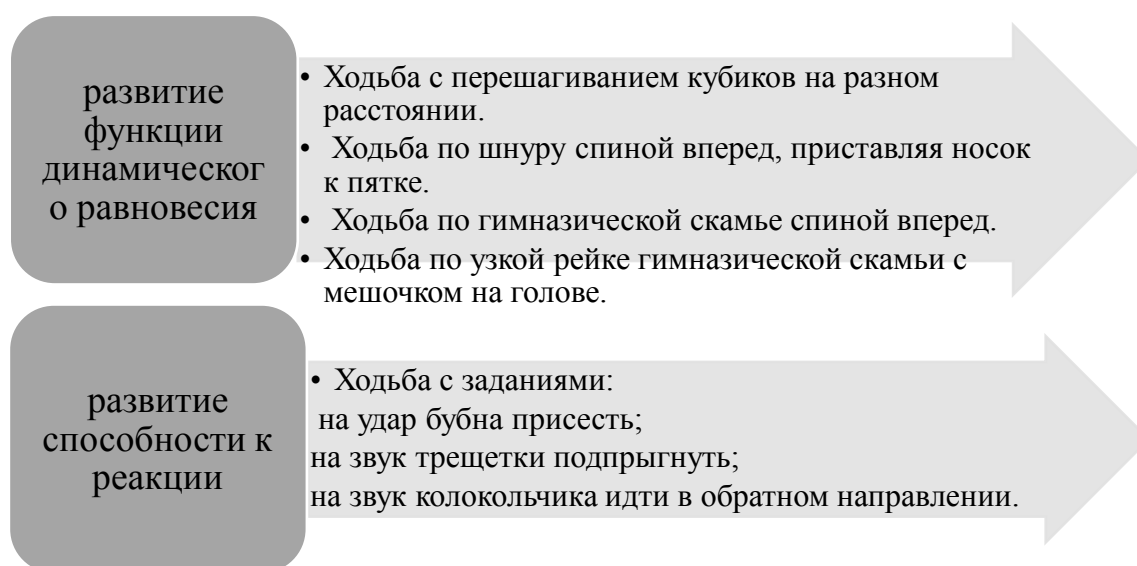 развитие
функции
динамическог
о равновесия
• Ходьба с перешагиванием кубиков на разном
расстоянии.
• Ходьба по шнуру спиной вперед, приставляя носок
к пятке.
• Ходьба по гимназической скамье спиной вперед.
• Ходьба по узкой рейке гимназической скамьи с
мешочком на голове.
развитие
способности к
реакции
• Ходьба с заданиями:
на удар бубна присесть;
на звук трещетки подпрыгнуть;
на звук колокольчика идти в обратном направлении.